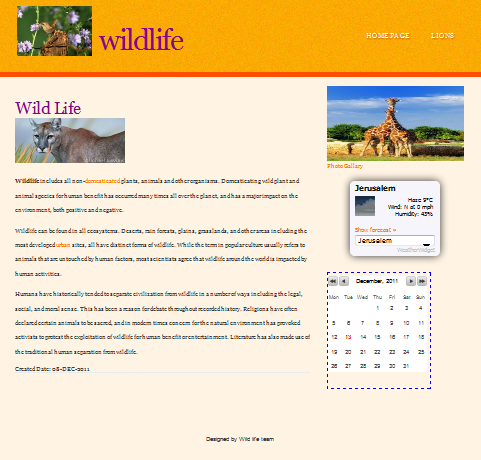 wildlife
HOME PAGE LIONS
Wild Life
Wildlife includes all non-domesticated plants, animals and other organisms. Domesticating wild plant and
animal species for human benefit has occurred many times all over the planet, and has a major impact on the
environment, both positive and negative.
Wildlife can be found in all ecosystems. Deserts, rain forests, plains, grasslands, and other areas including the
most developed urban sites, all have distinct forms of wildlife. While the term in popular culture usually refers to
animals that are untouched by human factors, most scientists agree that wildlife around the world is impacted by
human activities.
Humans have historically tended to separate civilization from wildlife in a number of ways including the legal,
social, and moral sense. This has been a reason for debate throughout recorded history. Religions have often
declared certain animals to be sacred, and in modern times concern for the natural environment has provoked
activists to protest the exploitation of wildlife for human benefit or entertainment. Literature has also made use of
the traditional human separation from wildlife.
Created Date: 08-DEC-2011
Photo Gallery
Jerusalem
Haze 9°C
Wind: N at 0 mph
Humidity: 43%
Show forecast
Jerusalem
Weather Widget
December, 2011
Mon Tue Wed Thu Fri Sat Sun
1 2 3 4
5 6 7 8 9 10 11
12 13 14 15 16 17 18
19 20 21 22 23 24 25
26 27 28 29 30 31
Designed by Wild life team